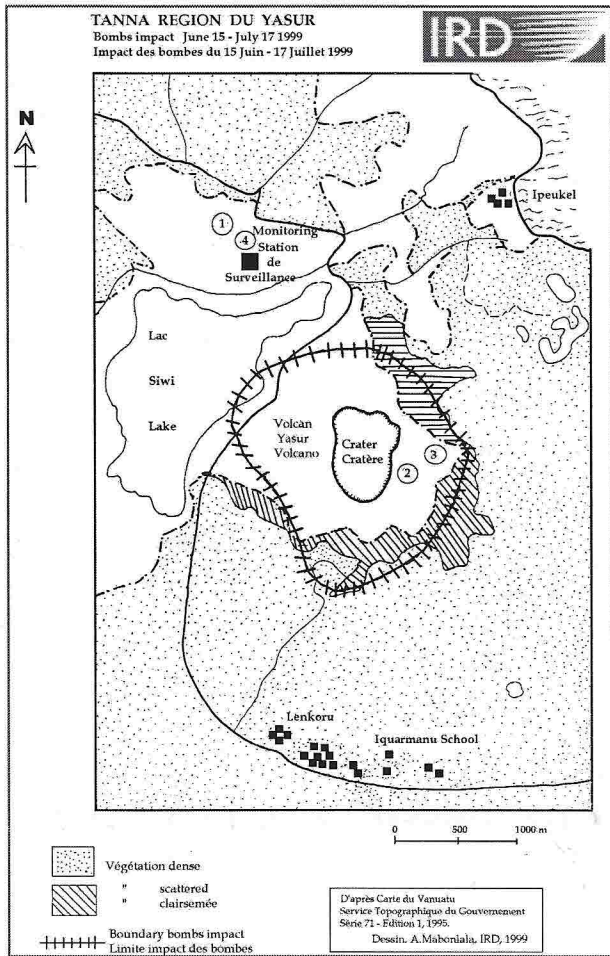 TANNA REGION DU YASUR
Bombs impact June 15 - July 17 1999
Impact des bombes du 15 Juin - 17 Juillet 1999
IRD
N
Ipeukel
1
4
Monitoring
Station
de
Surveillance
Lac
Siwi
Lake
Volcàn
Yasur
Volcano
Crater
Cratère
3
2
Lenkoru
Iquarmanu School
0 500 1000 m
Végétation dense
" scattered
" clairsemée
Boundary bombs impact
Limite impact des bombes
D'après Carte du Vanuatu
Service Topographique du Gouvernement
Série 71 - Edition 1, 1995.
Dessin. A.Maboniala, IRD, 1999